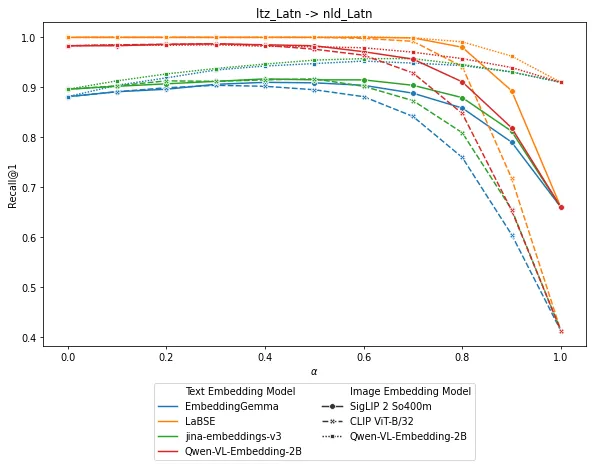 ltz_Latn -> nld_Latn
Recall@1
1.0
0.9
0.8
0.7
0.6
0.5
0.4
0.0 0.2 0.4 0.6 0.8 1.0
α
Text Embedding Model
EmbeddingGemma
LaBSE
jina-embeddings-v3
Qwen-VL-Embedding-2B
Image Embedding Model
SigLIP 2 So400m
CLIP ViT-B/32
Qwen-VL-Embedding-2B